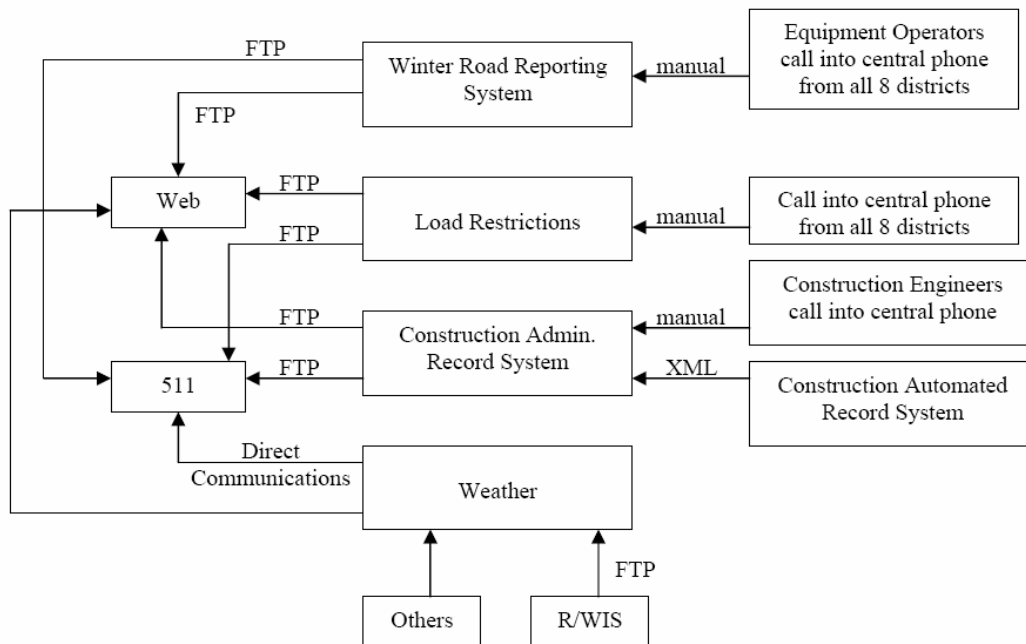 Equipment Operators
call into central phone
from all 8 districts
FTP
Winter Road Reporting
System
manual
FTP
Web
FTP
FTP
Load Restrictions
manual
Call into central phone
from all 8 districts
Construction Engineers
call into central phone
FTP
FTP
Construction Admin.
Record System
manual
XML
511
Construction Automated
Record System
Direct
Communications
Weather
FTP
Others
R/WIS